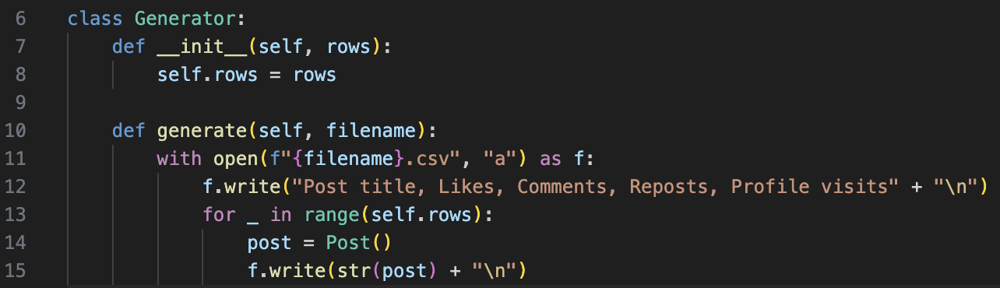 6 class Generator:
7     def __init__(self, rows):
8         self.rows = rows
9
10     def generate(self, filename):
11         with open(f"{filename}.csv", "a") as f:
12             f.write("Post title, Likes, Comments, Reposts, Profile visits" + "\n")
13             for _ in range(self.rows):
14                 post = Post()
15                 f.write(str(post) + "\n")